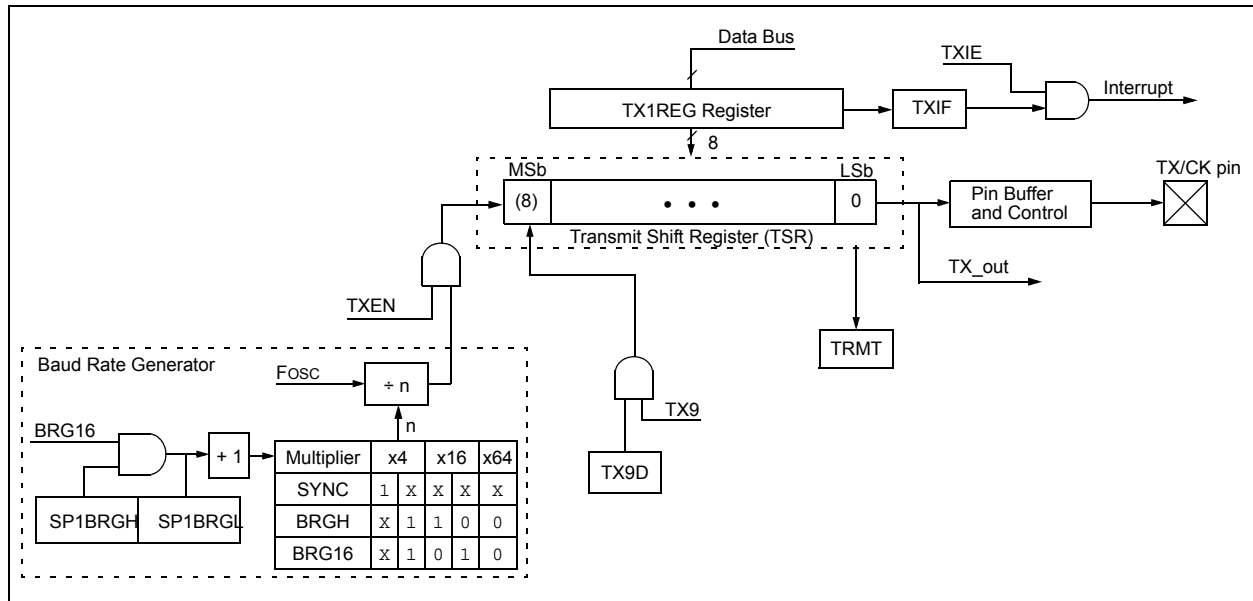 Data Bus
TXIE
Interrupt
TX1REG Register
TXIF
8
MSb
LSb
TX/CK pin
(8)
• • •
0
Pin Buffer
and Control
Transmit Shift Register (TSR)
TX_out
TXEN
TRMT
Baud Rate Generator
FOSC
÷ n
TX9
n
BRG16
+ 1
Multiplier x4 x16 x64
TX9D
SYNC 1 X X X X
SP1BRGH SP1BRGL
BRGH X 1 1 0 0
BRG16 X 1 0 1 0